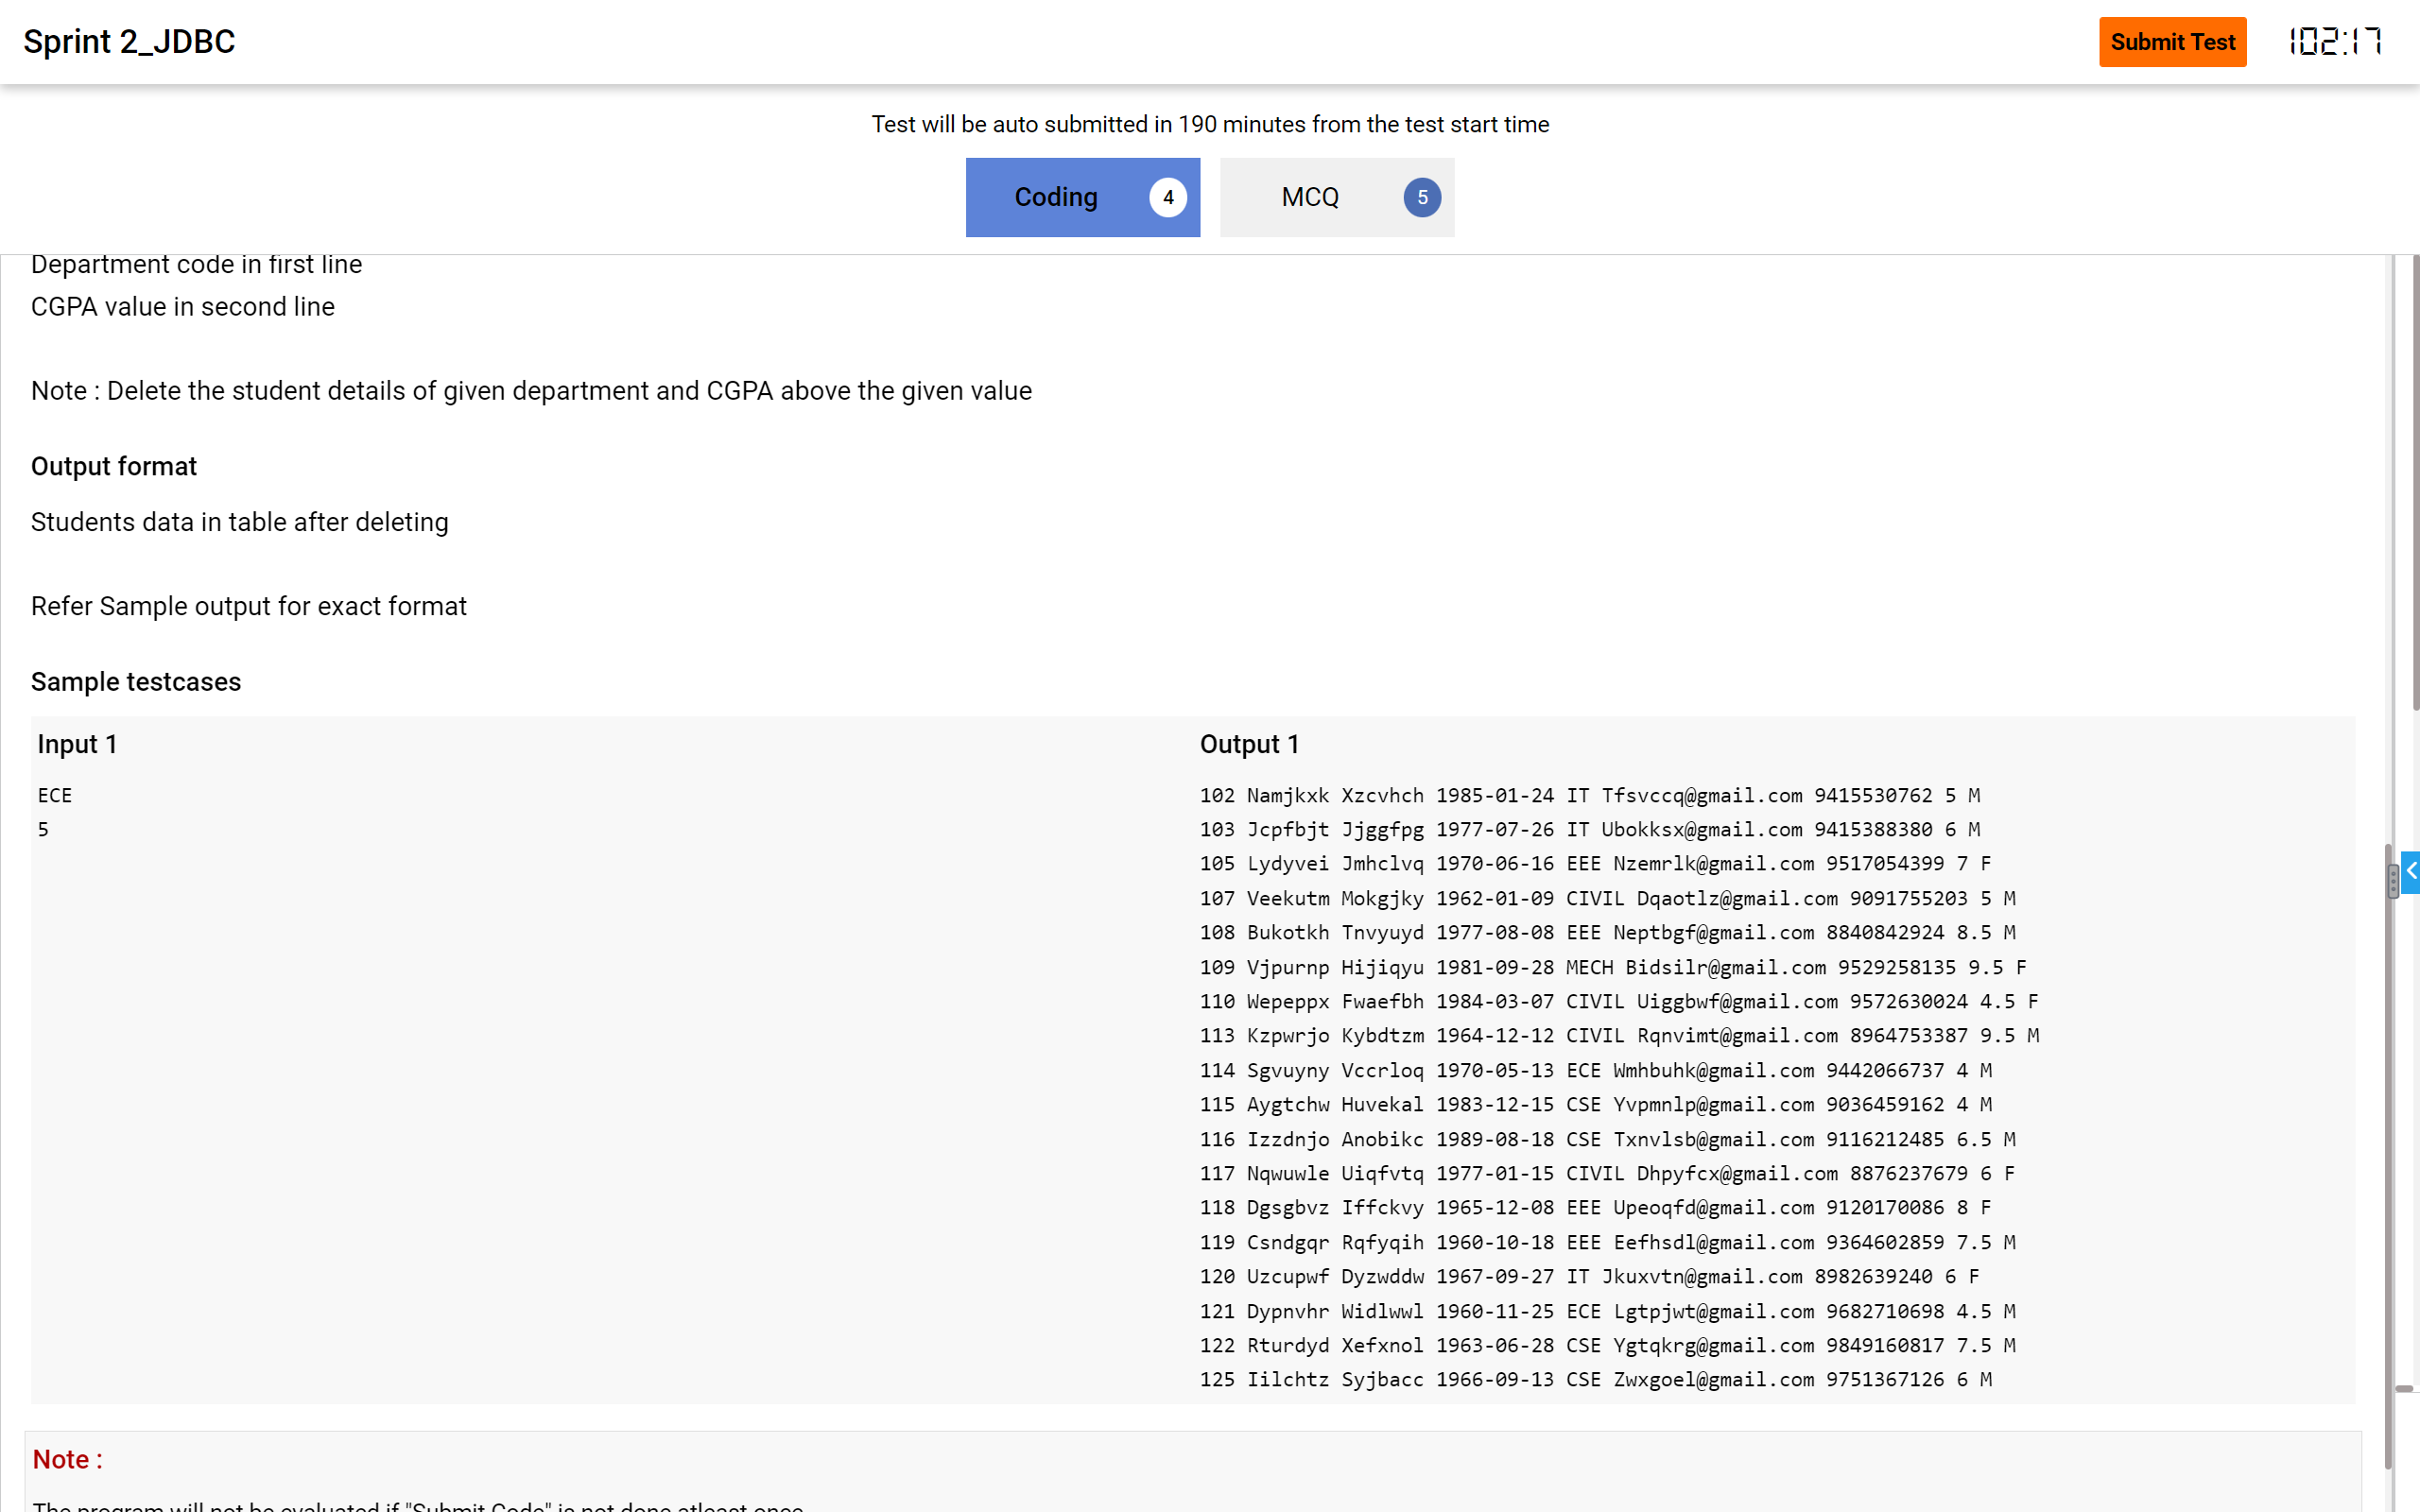 Sprint 2_JDBC
Submit Test
102:17
Test will be auto submitted in 190 minutes from the test start time
Coding 4
MCQ 5
Department code in first line
CGPA value in second line
Note : Delete the student details of given department and CGPA above the given value
Output format
Students data in table after deleting
Refer Sample output for exact format
Sample testcases
Input 1
ECE
5
Output 1
102 Namjkxk Xzcvhch 1985-01-24 IT Tfsvccq@gmail.com 9415530762 5 M
103 Jcpfbjt Jjggfpg 1977-07-26 IT Ubokksx@gmail.com 9415388380 6 M
105 Lydyvei Jmhclvq 1970-06-16 EEE Nzemrlk@gmail.com 9517054399 7 F
107 Veekutm Mokgjky 1962-01-09 CIVIL Dqaotlz@gmail.com 9091755203 5 M
108 Bukotkh Tnvyuyd 1977-08-08 EEE Neptbgf@gmail.com 8840842924 8.5 M
109 Vjpurnp Hijiqyu 1981-09-28 MECH Bidsilr@gmail.com 9529258135 9.5 F
110 Wepeppx Fwaefbh 1984-03-07 CIVIL Uiggbwf@gmail.com 9572630024 4.5 F
113 Kzpwrjo Kybdtzm 1964-12-12 CIVIL Rqnvimt@gmail.com 8964753387 9.5 M
114 Sgvuyny Vccrloq 1970-05-13 ECE Wmhbuhk@gmail.com 9442066737 4 M
115 Aygtchw Huvekal 1983-12-15 CSE Yvpmnlp@gmail.com 9036459162 4 M
116 Izzdnjo Anobikc 1989-08-18 CSE Txnvlsb@gmail.com 9116212485 6.5 M
117 Nqwuwle Uiqfvtq 1977-01-15 CIVIL Dhpyfcx@gmail.com 8876237679 6 F
118 Dgsgbvz Iffckvy 1965-12-08 EEE Upeoqfd@gmail.com 9120170086 8 F
119 Csndgqr Rqfyqih 1960-10-18 EEE Eefhsdl@gmail.com 9364602859 7.5 M
120 Uzcupwf Dyzwddw 1967-09-27 IT Jkuxvtn@gmail.com 8982639240 6 F
121 Dypnvhr Widlwwl 1960-11-25 ECE Lgtpjwt@gmail.com 9682710698 4.5 M
122 Rturdyd Xefxnol 1963-06-28 CSE Ygtqkrg@gmail.com 9849160817 7.5 M
125 Iilchtz Syjbacc 1966-09-13 CSE Zwxgoel@gmail.com 9751367126 6 M
Note :
The program will not be evaluated if "Submit Code" is not done atleast once